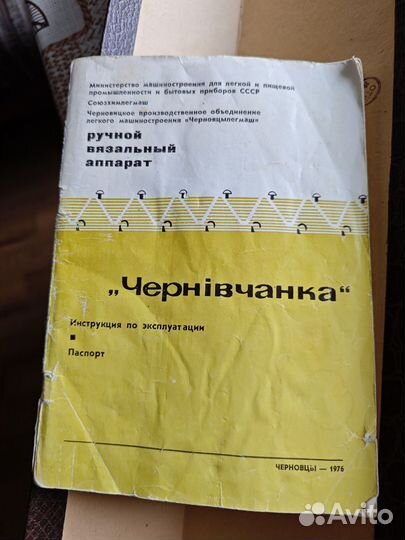 Министерство машиностроения для легкой и пищевой
промышленности и бытовых приборов СССР
Союзхимлегмаш
Черновицкое производственное объединение
легкого машиностроения «Черновцылегмаш»
ручной
вязальный
аппарат
„Чернівчанка“
Инструкция по эксплуатации
Паспорт
ЧЕРНОВЦЫ — 1976
Avito